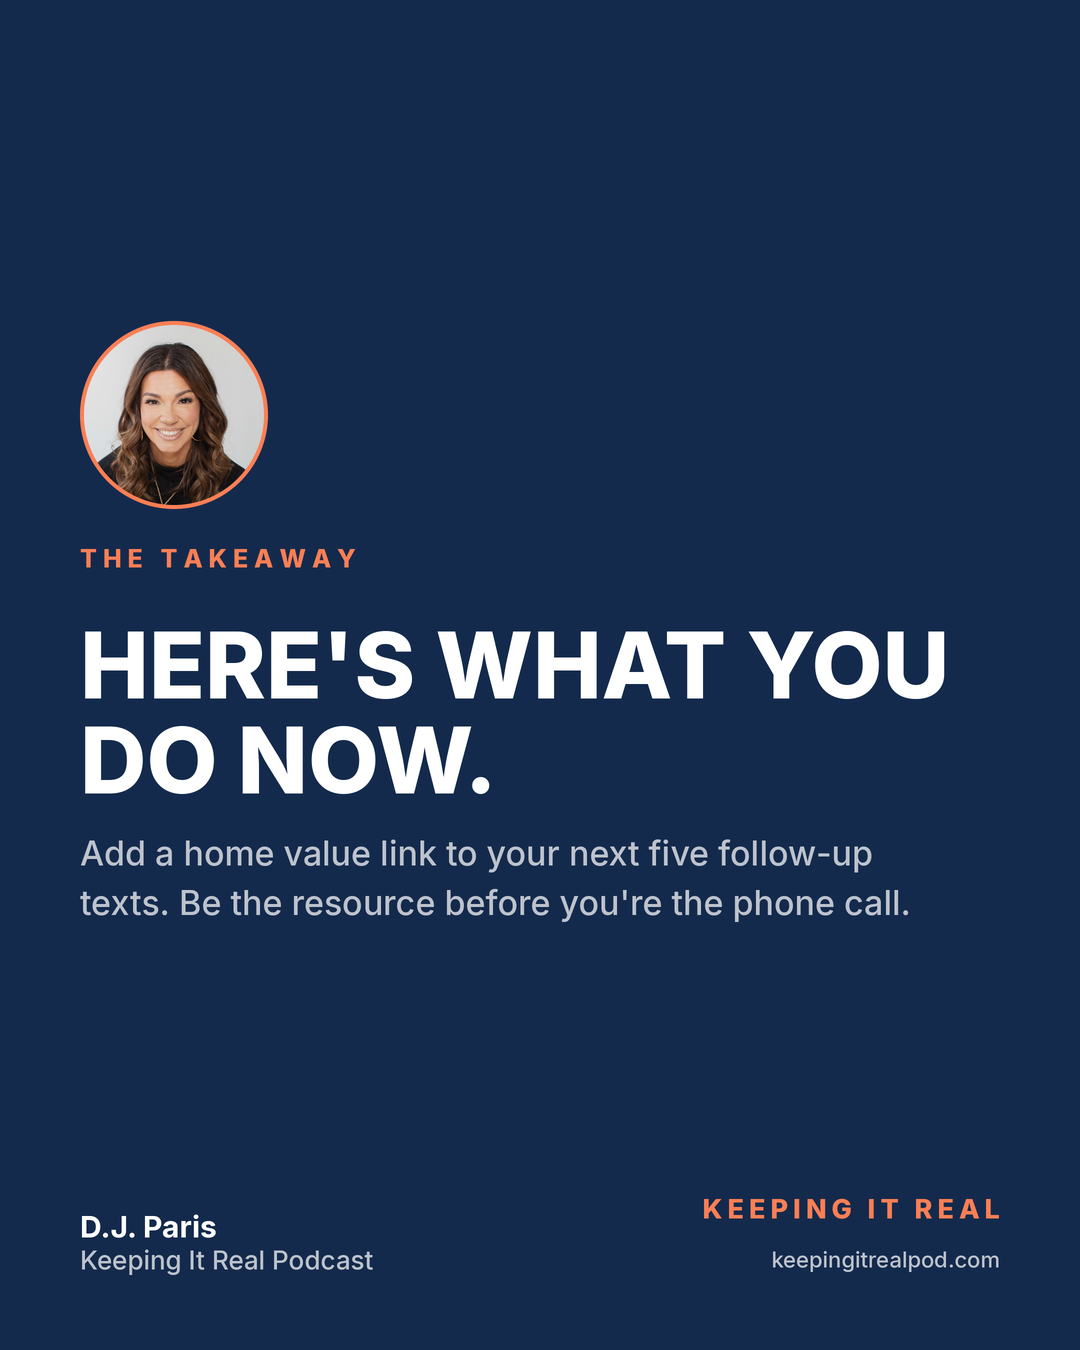 THE TAKEAWAY
HERE'S WHAT YOU
DO NOW.
Add a home value link to your next five follow-up
texts. Be the resource before you're the phone call.
D.J. Paris
Keeping It Real Podcast
KEEPING IT REAL
keepingitrealpod.com